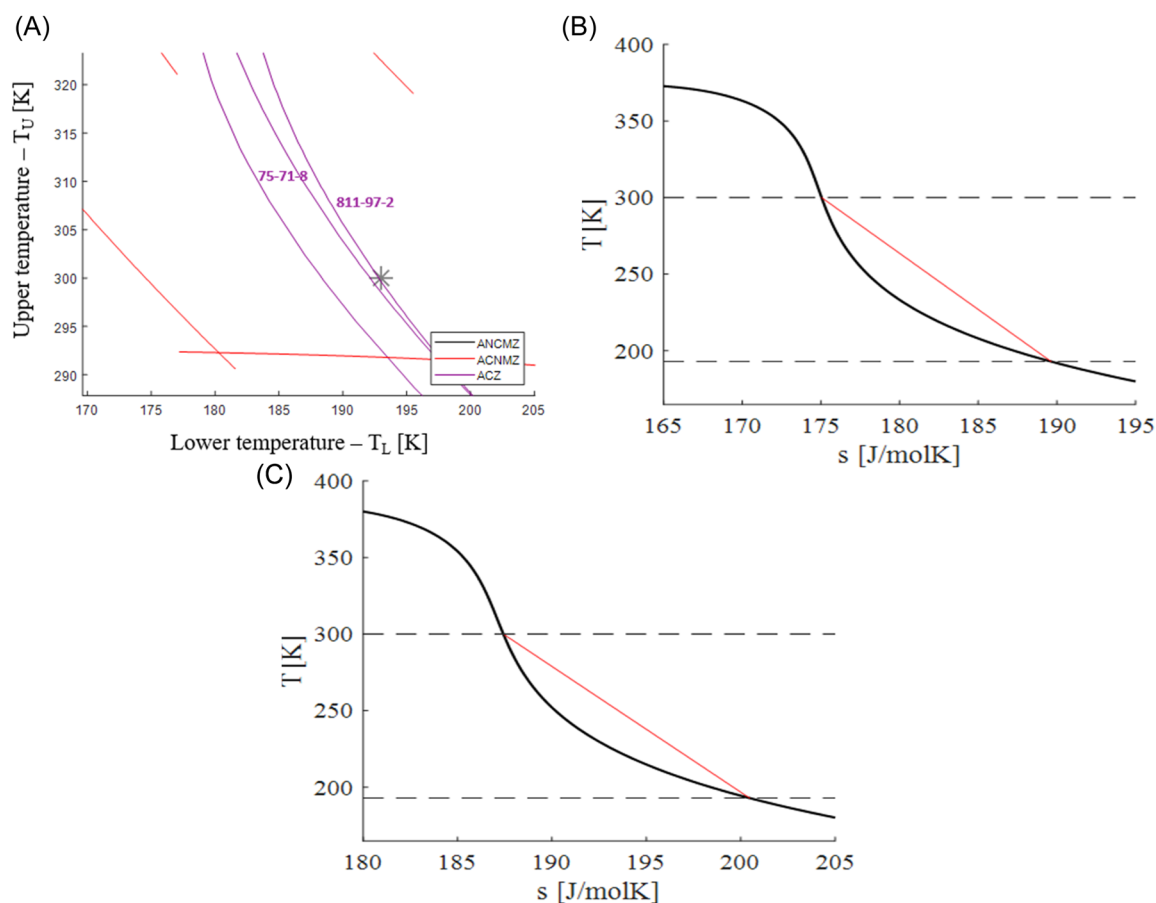 (A)
Upper temperature – TU [K]
320
315
310
305
300
295
290
75-71-8
811-97-2
ANCMZ
ACNMZ
ACZ
170 175 180 185 190 195 200 205
Lower temperature – TL [K]
(B)
T [K]
400
350
300
250
200
165 170 175 180 185 190 195
s [J/molK]
(C)
T [K]
400
350
300
250
200
180 185 190 195 200 205
s [J/molK]